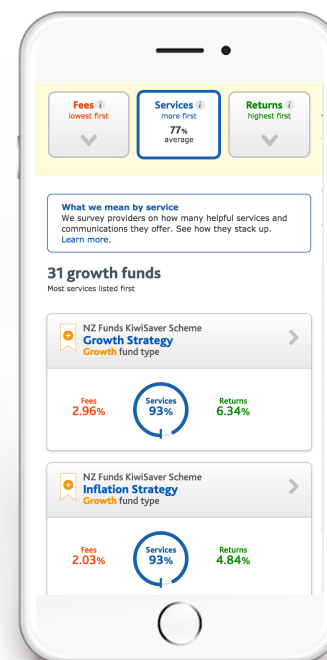 Fees i
lowest first
Services i
more first
77%
average
Returns i
highest first
What we mean by service
We survey providers on how many helpful services and
communications they offer. See how they stack up.
Learn more.
31 growth funds
Most services listed first
NZ Funds KiwiSaver Scheme
Growth Strategy
Growth fund type
Fees
2.96%
Services
93%
Returns
6.34%
NZ Funds KiwiSaver Scheme
Inflation Strategy
Growth fund type
Fees
2.03%
Services
93%
Returns
4.84%